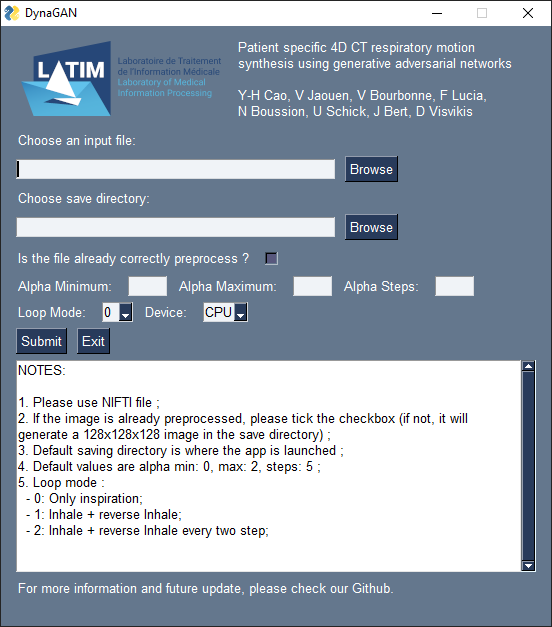 DynaGAN
LATIM
Laboratoire de Traitement
de l'Information Médicale
Laboratory of Medical
Information Processing
Patient specific 4D CT respiratory motion
synthesis using generative adversarial networks
Y-H Cao, V Jaouen, V Bourbonne, F Lucia,
N Boussion, U Schick, J Bert, D Visvikis
Choose an input file:
Browse
Choose save directory:
Browse
Is the file already correctly preprocess ?
Alpha Minimum: Alpha Maximum: Alpha Steps:
Loop Mode: 0 Device: CPU
Submit Exit
NOTES:
1. Please use NIFTI file ;
2. If the image is already preprocessed, please tick the checkbox (if not, it will
generate a 128x128x128 image in the save directory) ;
3. Default saving directory is where the app is launched ;
4. Default values are alpha min: 0, max: 2, steps: 5 ;
5. Loop mode :
- 0: Only inspiration;
- 1: Inhale + reverse Inhale;
- 2: Inhale + reverse Inhale every two step;
For more information and future update, please check our Github.